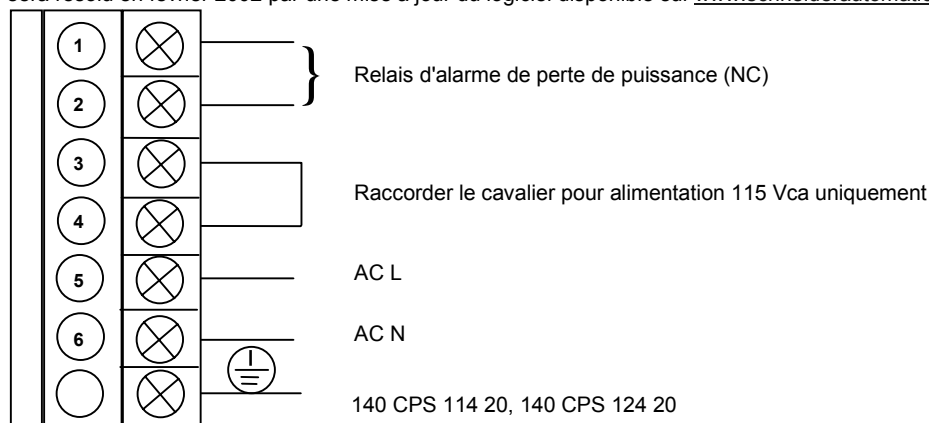 sera résolu en février 2002 par une mise à jour du logiciel disponible sur
1
2
Relais d'alarme de perte de puissance (NC)
3
Raccorder le cavalier pour alimentation 115 Vca uniquement
4
5
AC L
6
AC N
140 CPS 114 20, 140 CPS 124 20